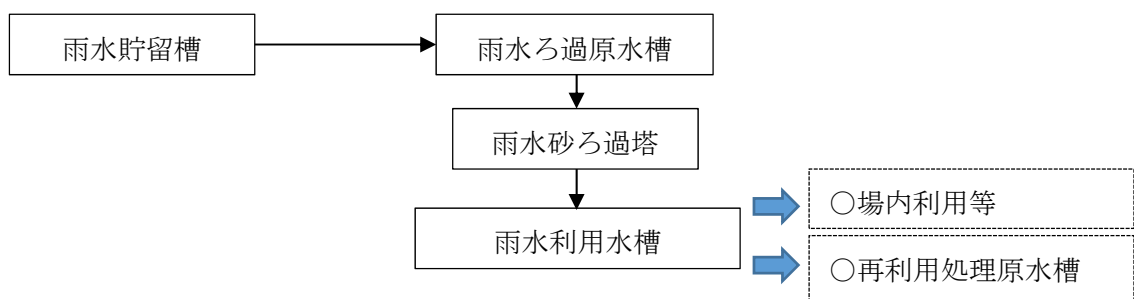 雨水貯留槽
雨水ろ過原水槽
雨水砂ろ過塔
雨水利用水槽
○場内利用等
○再利用処理原水槽